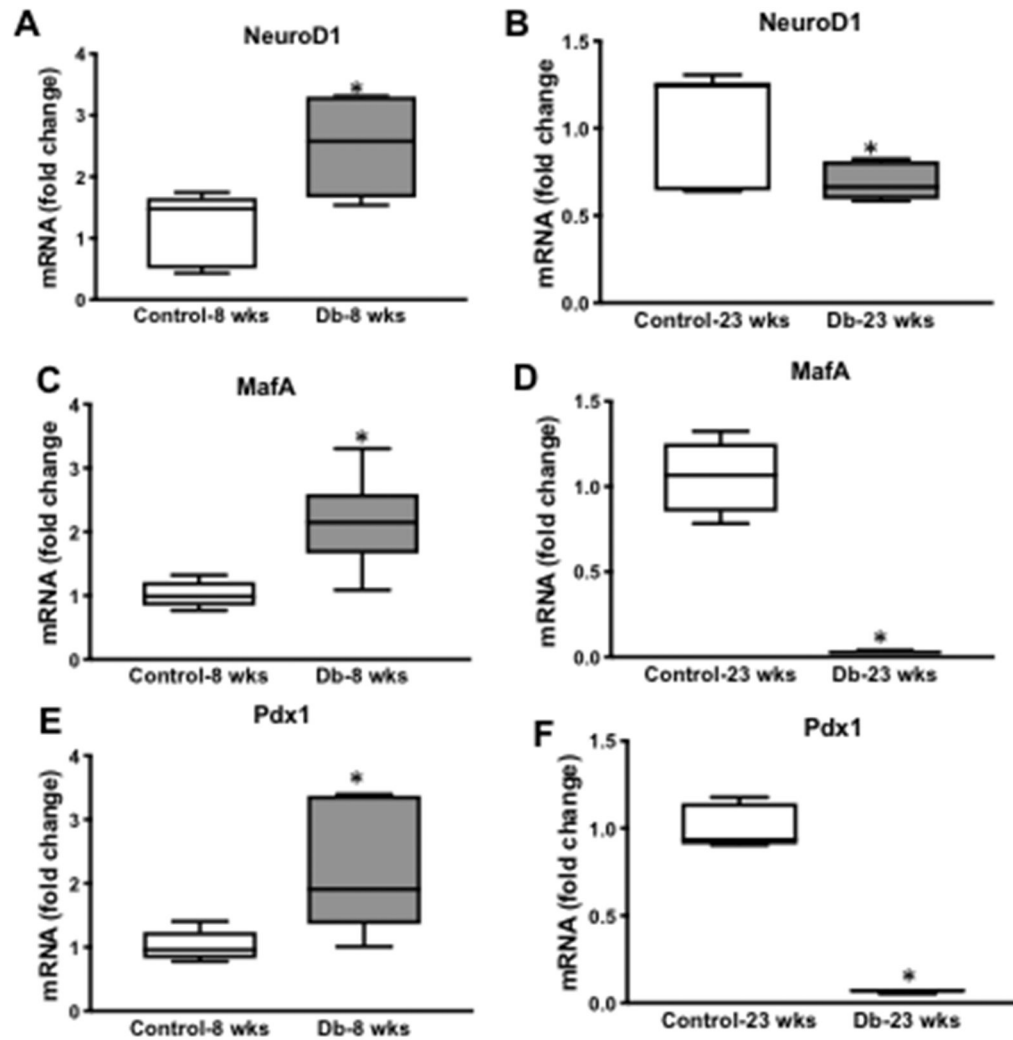 A
NeuroD1
mRNA (fold change)
4
3
2
1
0
*
Control-8 wks Db-8 wks
B
NeuroD1
mRNA (fold change
1.5
1.0
0.5
0.0
*
Control-23 wks Db-23 wks
C
MafA
mRNA (fold change
4
3
2
1
0
*
Control-8 wks Db-8 wks
D
MafA
mRNA (fold change)
1.5
1.0
0.5
0.0
*
Control-23 wks Db-23 wks
E
Pdx1
mRNA (fold change)
4
3
2
1
0
*
Control-8 wks Db-8 wks
F
Pdx1
mRNA (fold change)
1.5
1.0
0.5
0.0
*
Control-23 wks Db-23 wks